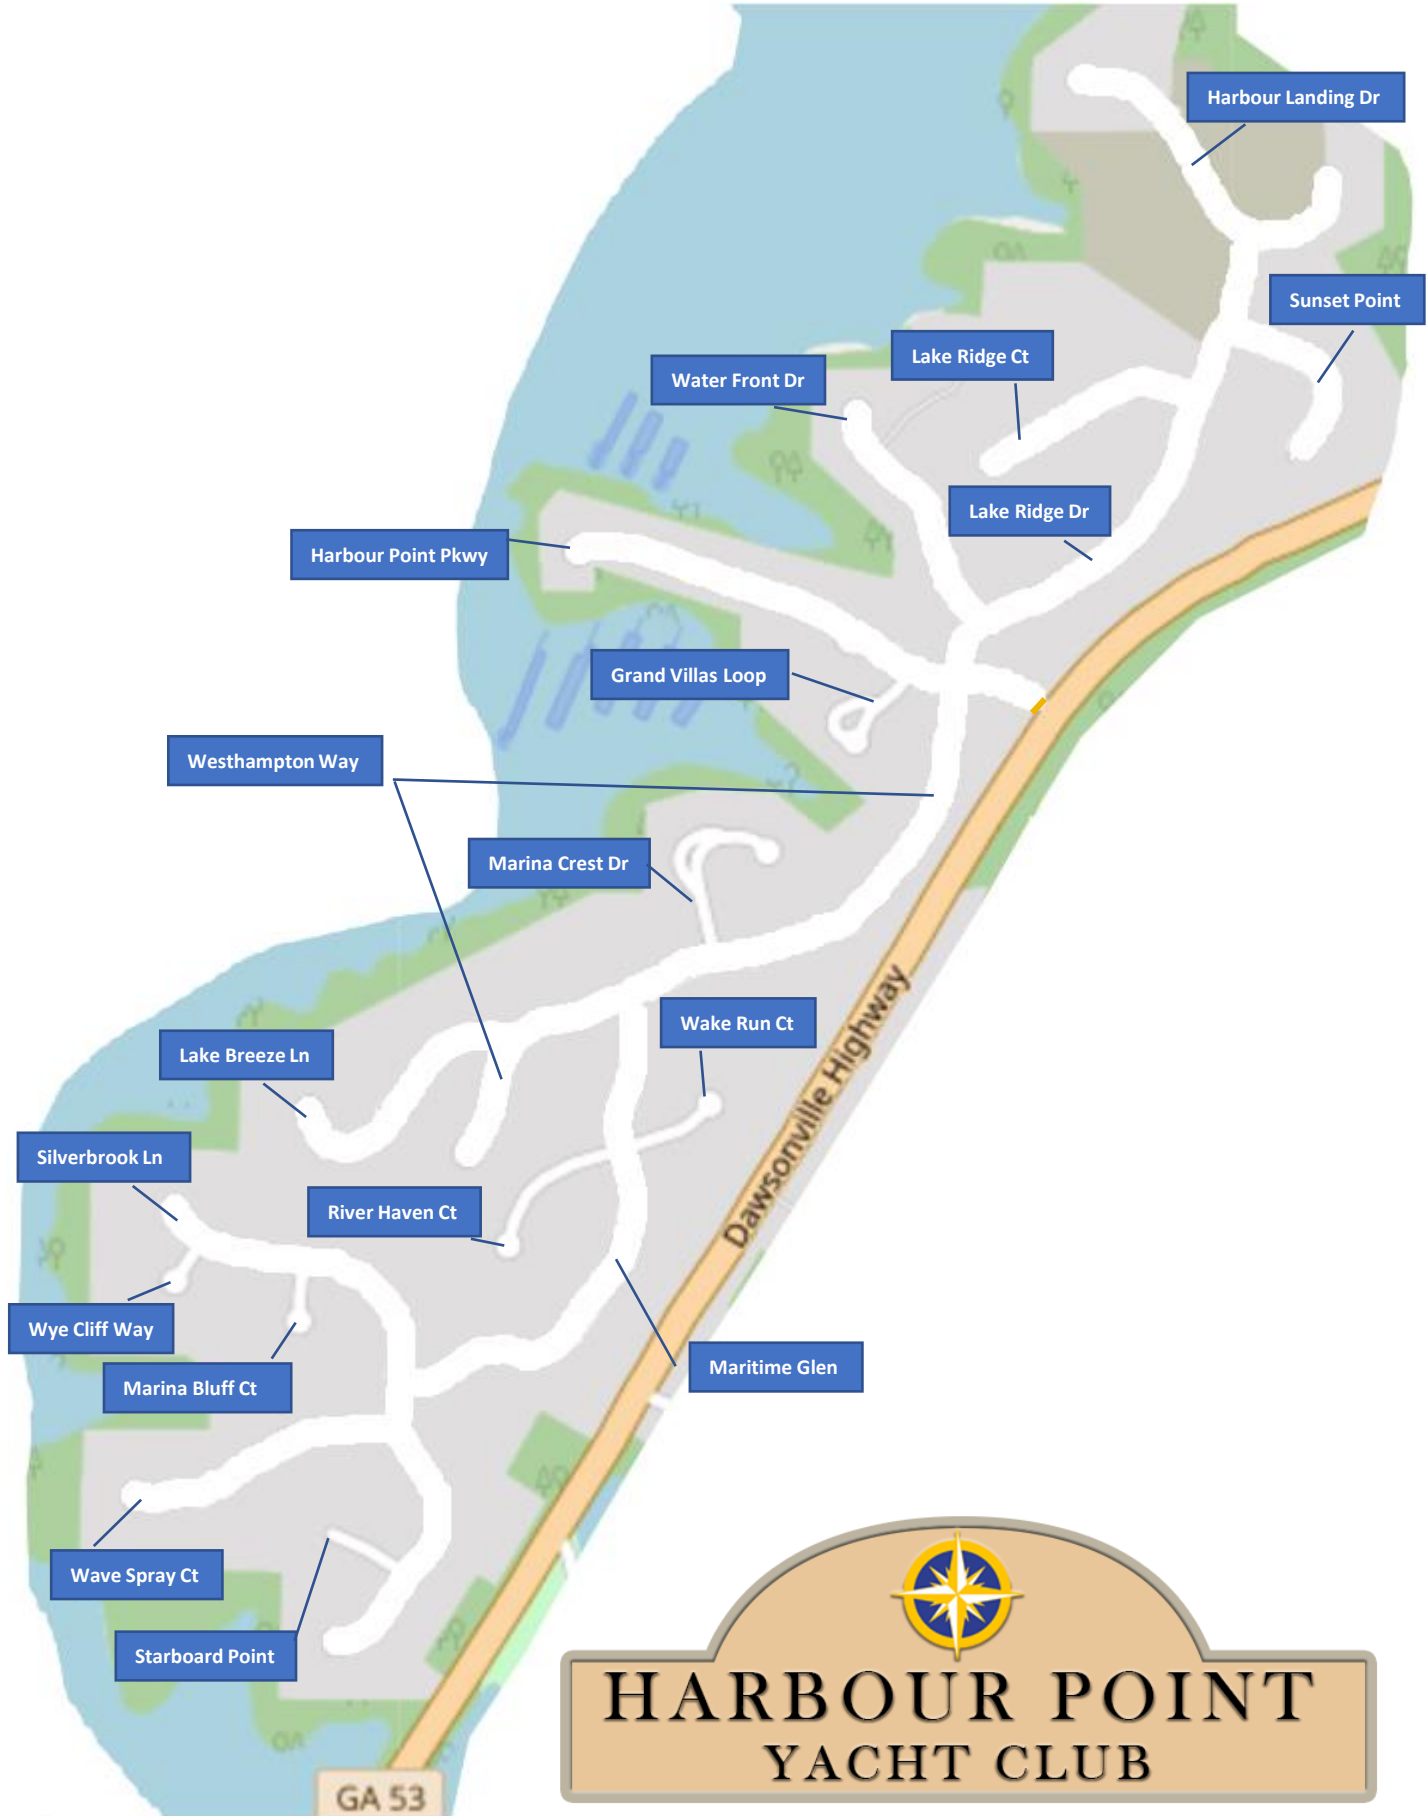 Harbour Landing Dr
Sunset Point
Lake Ridge Ct
Water Front Dr
Lake Ridge Dr
Harbour Point Pkwy
Grand Villas Loop
Westhampton Way
Marina Crest Dr
Wake Run Ct
Lake Breeze Ln
Silverbrook Ln
River Haven Ct
Dawsonville Highway
Wye Cliff Way
Maritime Glen
Marina Bluff Ct
Wave Spray Ct
Starboard Point
HARBOUR POINT
YACHT CLUB
GA 53